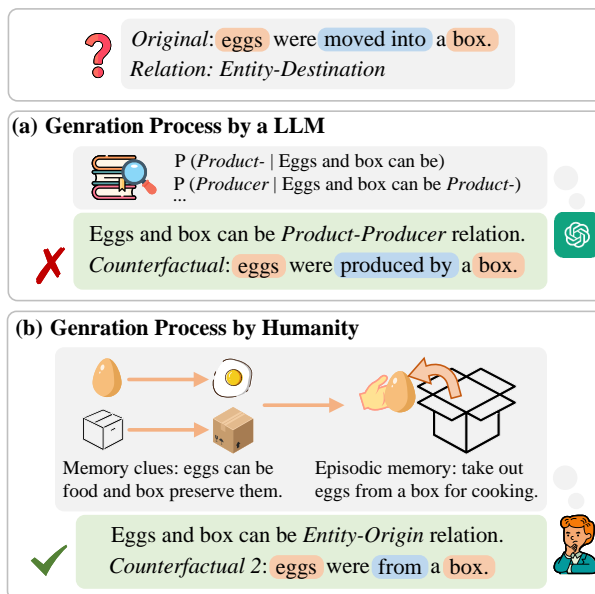 Original: eggs were moved into a box.
Relation: Entity-Destination
(a) Genration Process by a LLM
P (Product- | Eggs and box can be)
P (Producer | Eggs and box can be Product-)
...
Eggs and box can be Product-Producer relation.
Counterfactual: eggs were produced by a box.
(b) Genration Process by Humanity
Memory clues: eggs can be
food and box preserve them.
Episodic memory: take out
eggs from a box for cooking.
Eggs and box can be Entity-Origin relation.
Counterfactual 2: eggs were from a box.